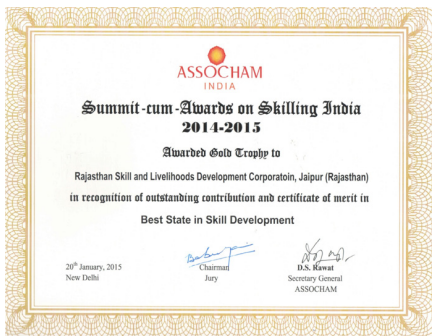 ASSOCHAM
INDIA
Summit-cum-Awards on Skilling India
2014-2015
Awarded Gold Trophy to
Rajasthan Skill and Livelihoods Development Corporatoin, Jaipur (Rajasthan)
in recognition of outstanding contribution and certificate of merit in
Best State in Skill Development
20th January, 2015
New Delhi
Chairman
Jury
D.S. Rawat
Secretary General
ASSOCHAM